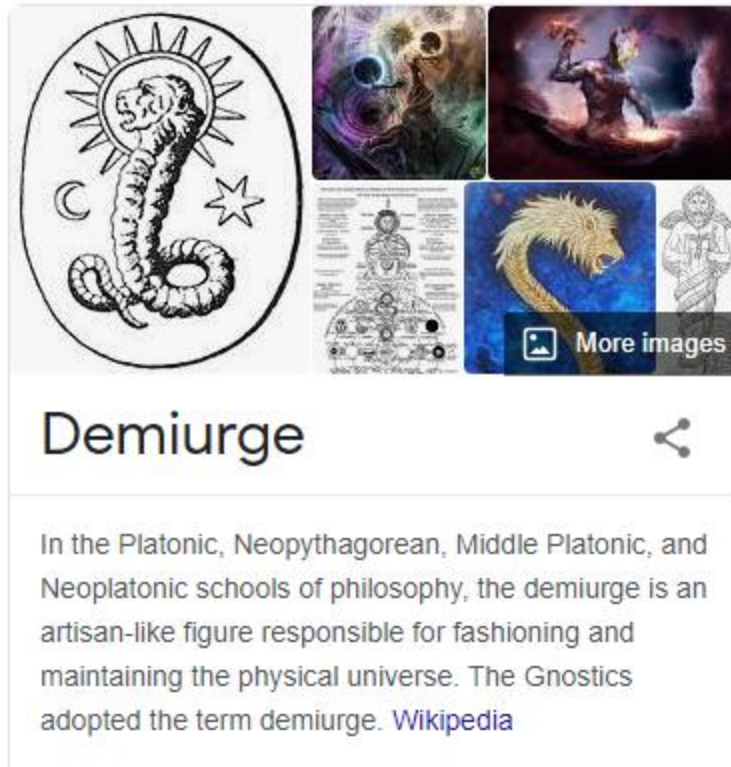 More images
Demiurge
In the Platonic, Neopythagorean, Middle Platonic, and
Neoplatonic schools of philosophy, the demiurge is an
artisan-like figure responsible for fashioning and
maintaining the physical universe. The Gnostics
adopted the term demiurge. Wikipedia